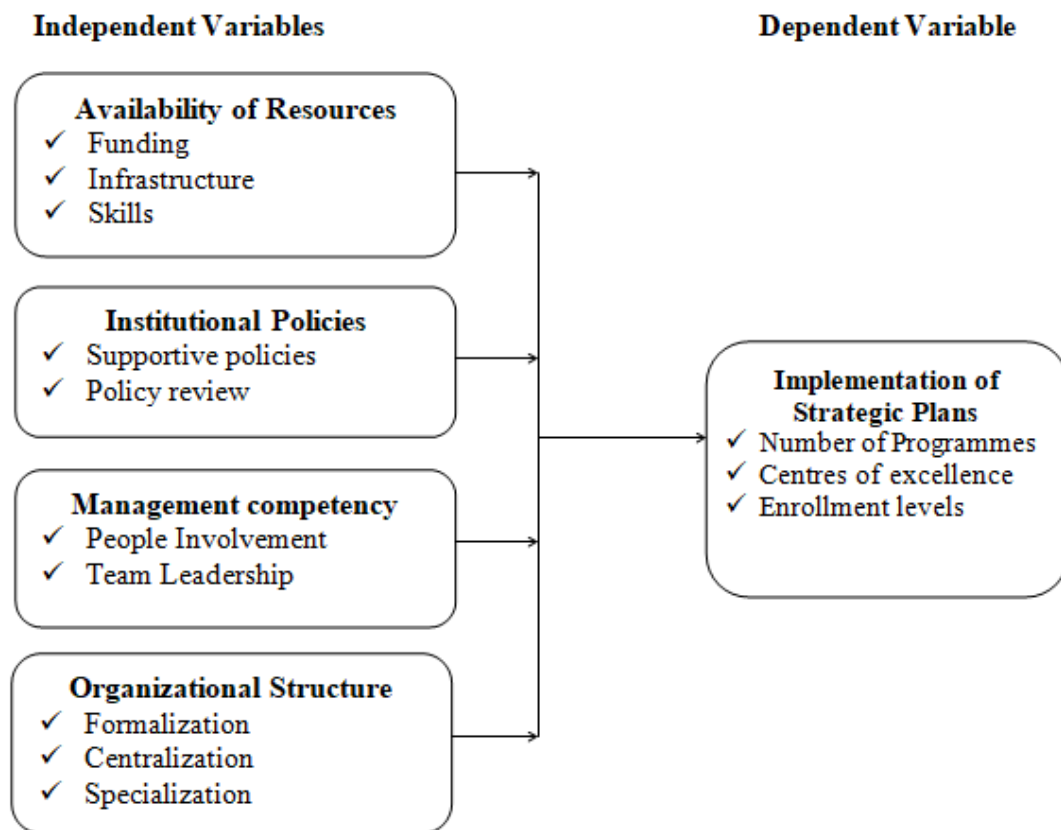 Independent Variables
Dependent Variable
Availability of Resources
✓ Funding
✓ Infrastructure
✓ Skills
Institutional Policies
✓ Supportive policies
✓ Policy review
Management competency
✓ People Involvement
✓ Team Leadership
Organizational Structure
✓ Formalization
✓ Centralization
✓ Specialization
Implementation of
Strategic Plans
✓ Number of Programmes
✓ Centres of excellence
✓ Enrollment levels